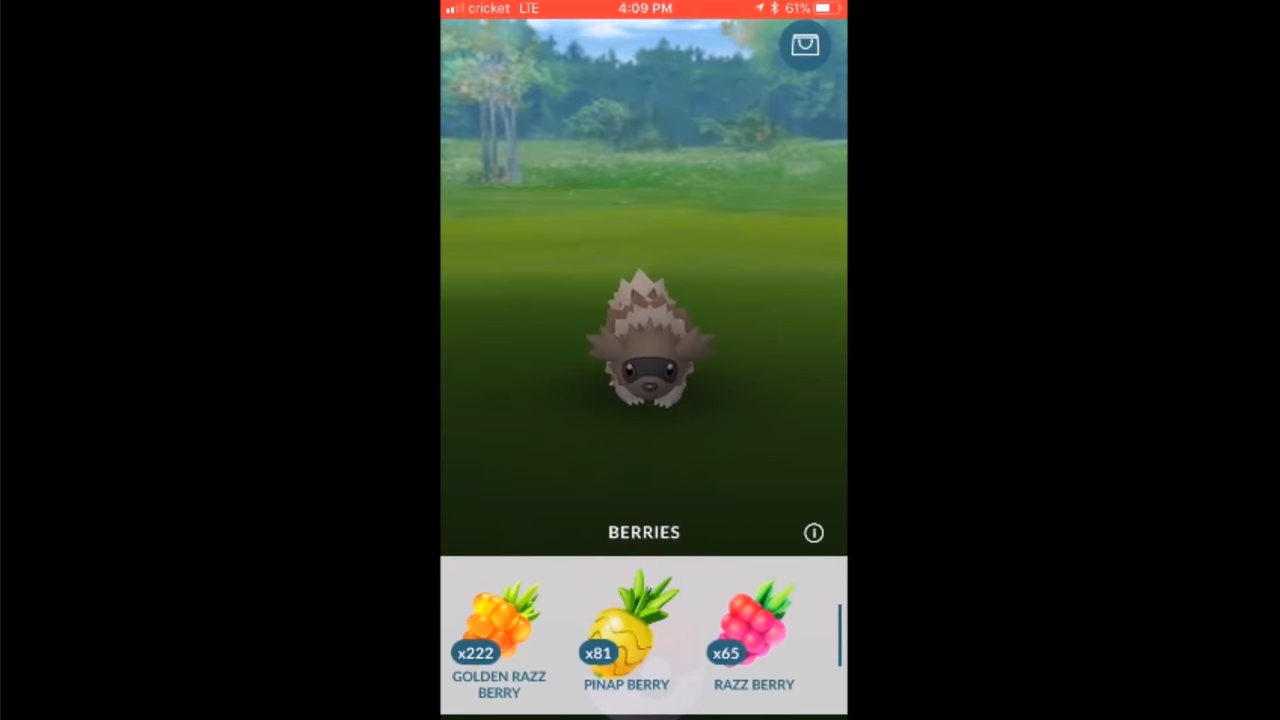 cricket LTE 4:09 PM 61%
BERRIES
x222 x81 x65
GOLDEN RAZZ BERRY
PINAP BERRY
RAZZ BERRY